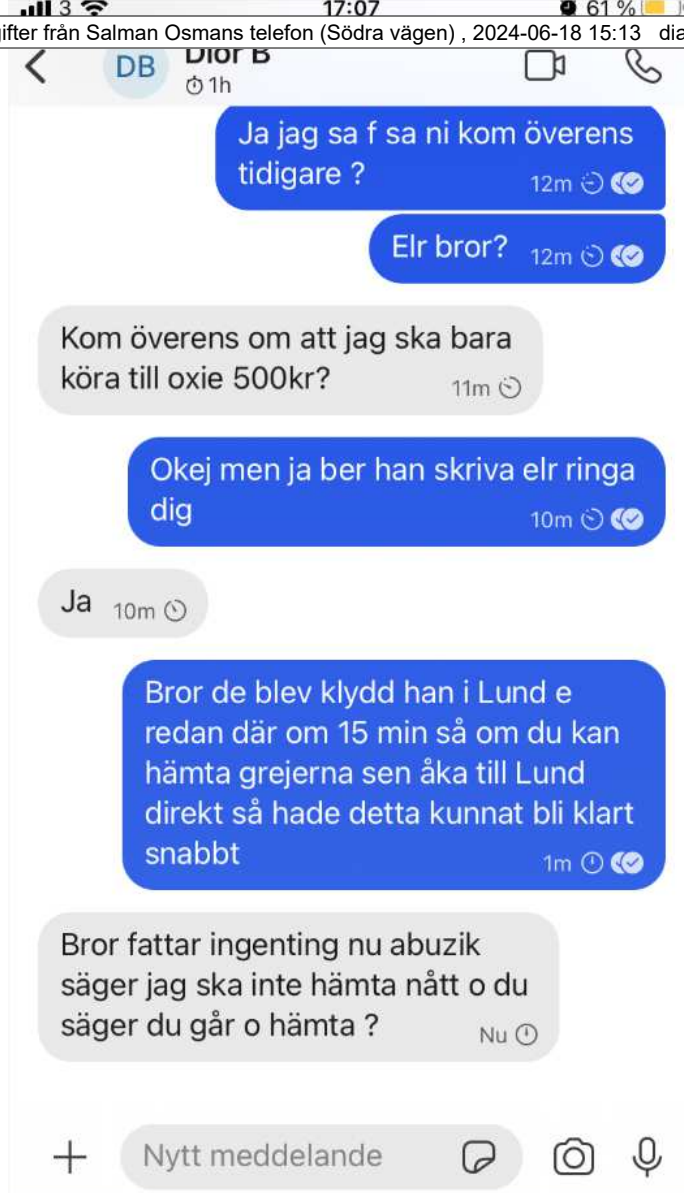 3 17:07 61 %
ifter från Salman Osmans telefon (Södra vägen) , 2024-06-18 15:13 dia
DB Dior B
1h
Ja jag sa f sa ni kom överens
tidigare ?
12m
Elr bror?
12m
Kom överens om att jag ska bara
köra till oxie 500kr?
11m
Okej men ja ber han skriva elr ringa
dig
10m
Ja
10m
Bror de blev klydd han i Lund e
redan där om 15 min så om du kan
hämta grejerna sen åka till Lund
direkt så hade detta kunnat bli klart
snabbt
1m
Bror fattar ingenting nu abuzik
säger jag ska inte hämta nått o du
säger du går o hämta ?
Nu
Nytt meddelande